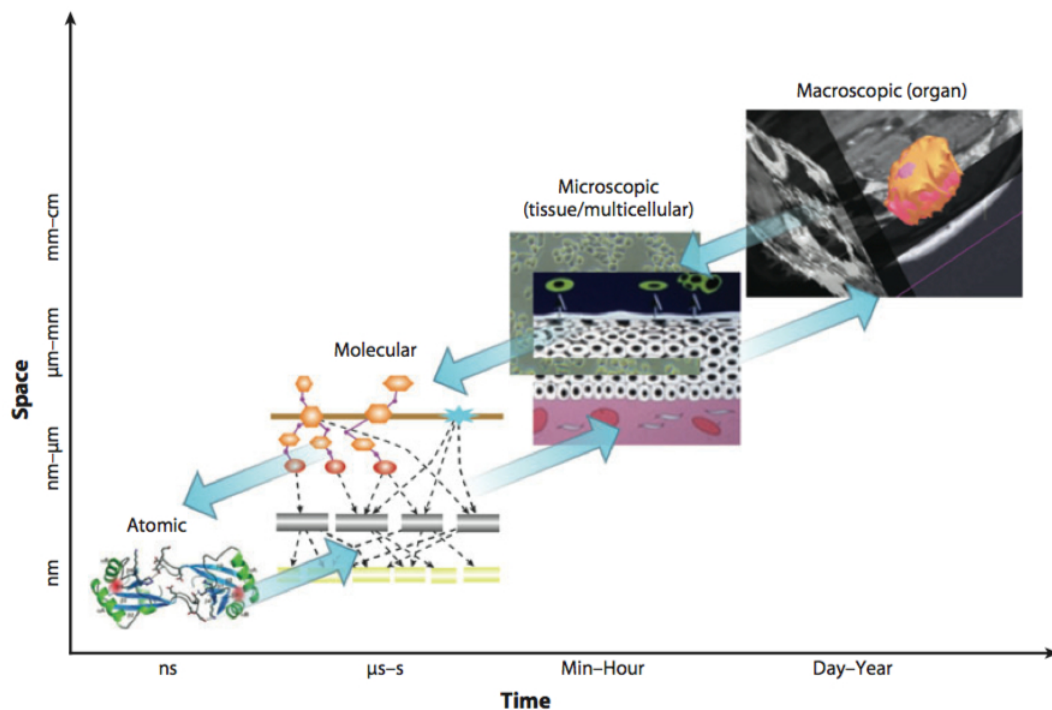 Macroscopic (organ)
Microscopic
(tissue/multicellular)
Molecular
Atomic
Space
mm–cm
μm–mm
nm–μm
nm
ns
μs–s
Min–Hour
Day–Year
Time